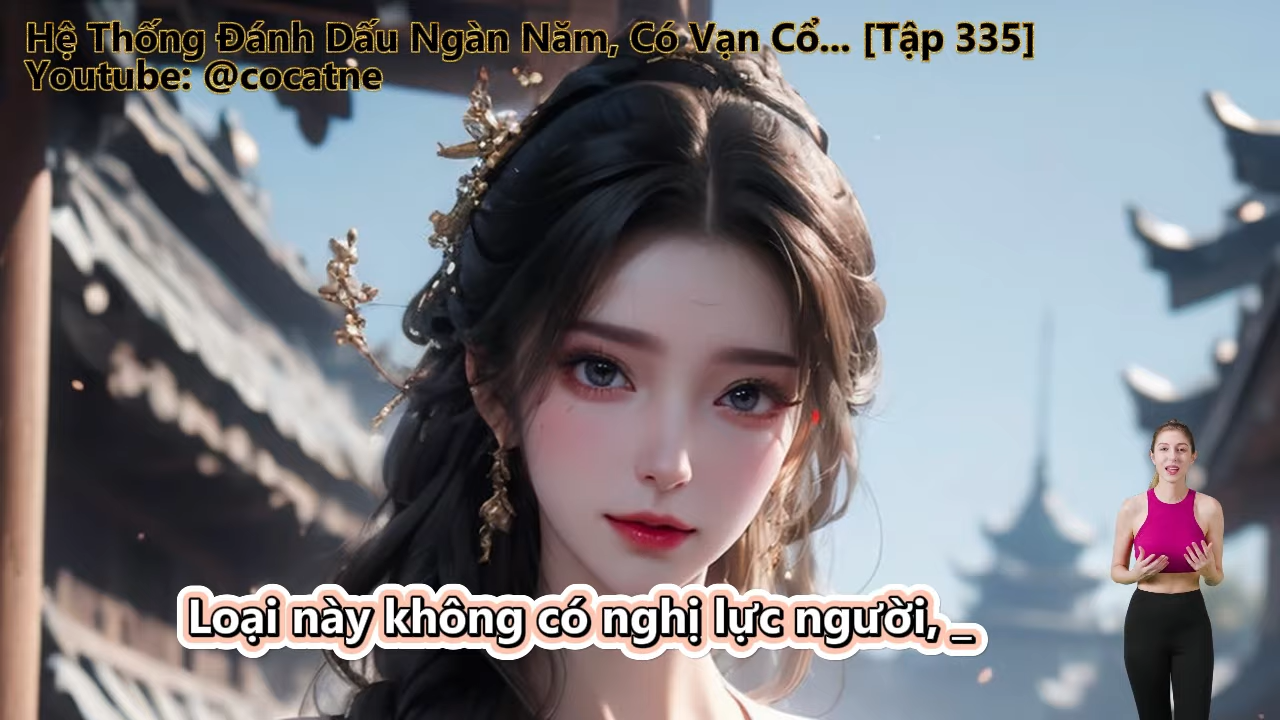 Hệ Thống Đánh Dấu Ngàn Năm, Có Vạn Cổ... [Tập 335]
Youtube: @cocatne
Loại này không có nghị lực người, _